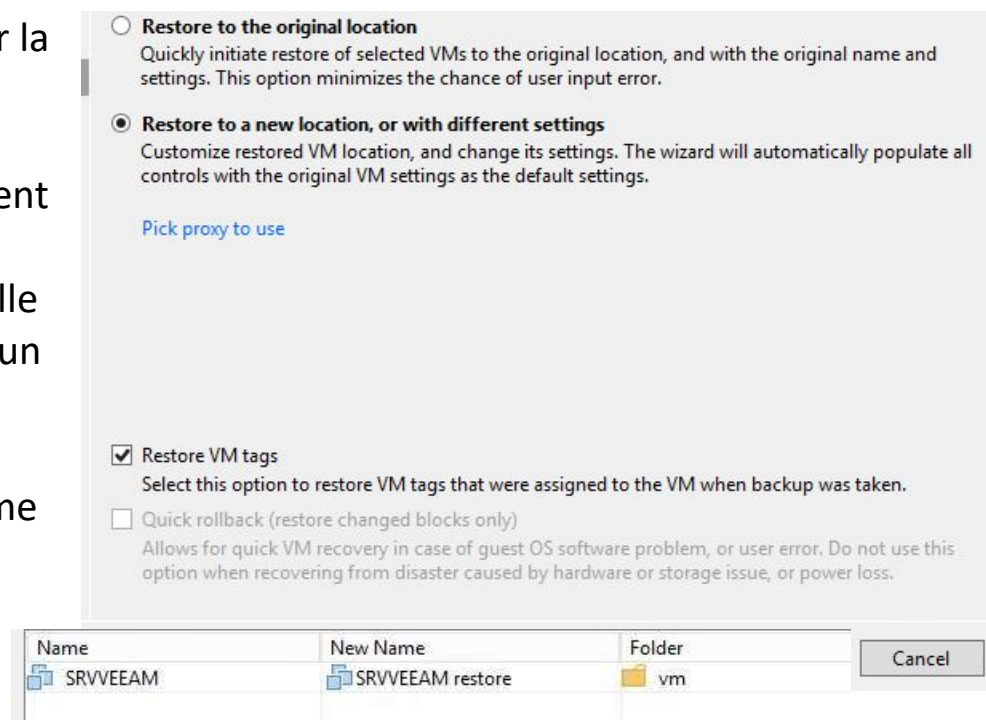 r la
ent
lle
un
me
Restore to the original location
Quickly initiate restore of selected VMs to the original location, and with the original name and
settings. This option minimizes the chance of user input error.
Restore to a new location, or with different settings
Customize restored VM location, and change its settings. The wizard will automatically populate all
controls with the original VM settings as the default settings.
Pick proxy to use
Restore VM tags
Select this option to restore VM tags that were assigned to the VM when backup was taken.
Quick rollback (restore changed blocks only)
Allows for quick VM recovery in case of guest OS software problem, or user error. Do not use this
option when recovering from disaster caused by hardware or storage issue, or power loss.
Name New Name Folder
SRVVEEAM SRVVEEAM restore vm
Cancel